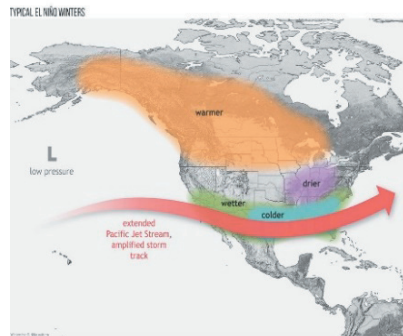 TYPICAL EL NIÑO WINTERS
warmer
L
low pressure
drier
wetter
colder
extended
Pacific Jet Stream,
amplified storm
track